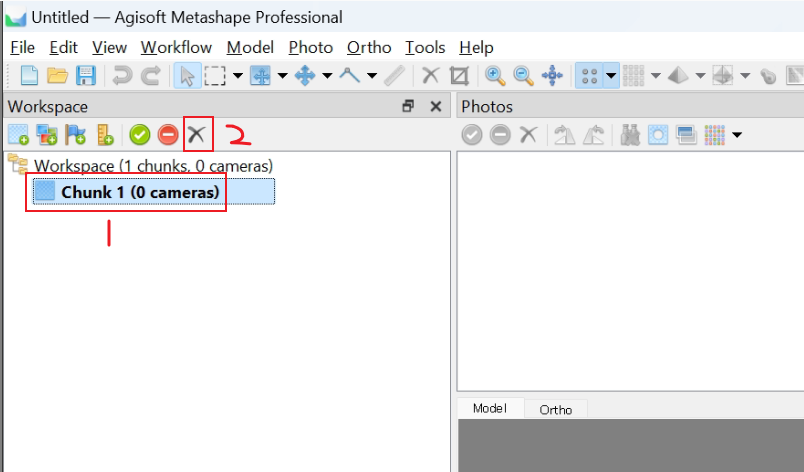 Untitled — Agisoft Metashape Professional
File Edit View Workflow Model Photo Ortho Tools Help
Workspace
Photos
2
Workspace (1 chunks, 0 cameras)
Chunk 1 (0 cameras)
1
Model Ortho